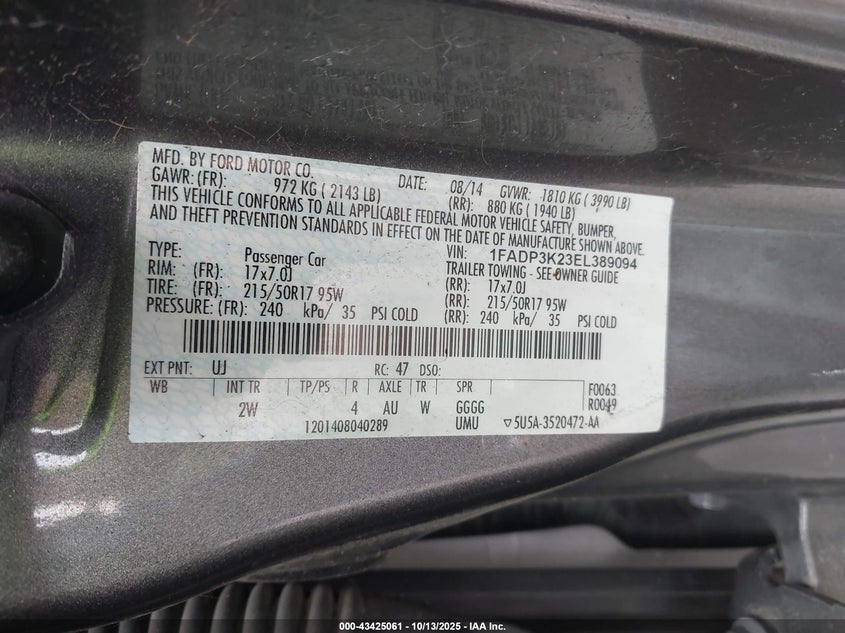 MFD. BY FORD MOTOR CO. DATE: 08/14 GVWR: 1810 KG ( 3990 LB)
GAWR: (FR): 972 KG ( 2143 LB) (RR): 880 KG ( 1940 LB)
THIS VEHICLE CONFORMS TO ALL APPLICABLE FEDERAL MOTOR VEHICLE SAFETY, BUMPER,
AND THEFT PREVENTION STANDARDS IN EFFECT ON THE DATE OF MANUFACTURE SHOWN ABOVE.
VIN: 1FADP3K23EL389094
TYPE: Passenger Car TRAILER TOWING - SEE OWNER GUIDE
RIM: (FR): 17x7.0J (RR): 17x7.0J
TIRE: (FR): 215/50R17 95W (RR): 215/50R17 95W
PRESSURE: (FR): 240 kPa/ 35 PSI COLD (RR): 240 kPa/ 35 PSI COLD
EXT PNT: UJ RC: 47 DSO:
WB INT TR TP/PS R AXLE TR SPR F0063
2W 4 AU W GGGG R0049
1201408040289 UMU ▽5U5A-3520472-AA
000-43425061 | 10/13/2025 | IAA Inc.